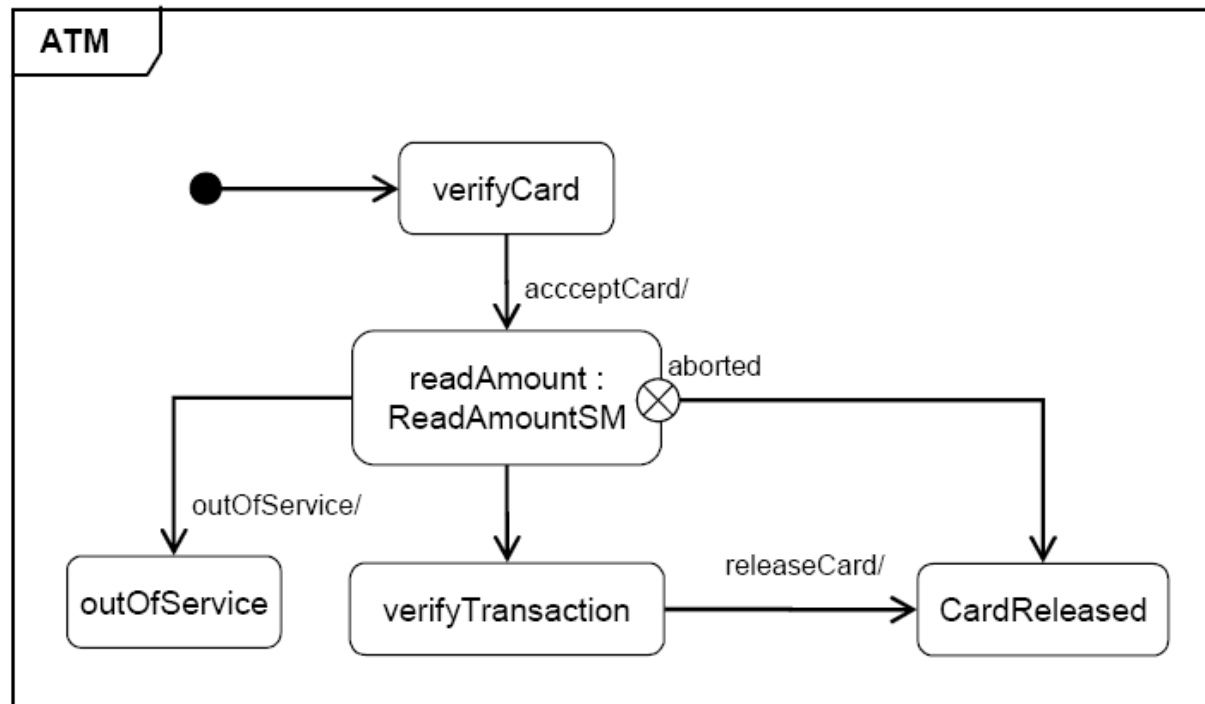 ATM
verifyCard
accceptCard/
readAmount :
ReadAmountSM
aborted
outOfService/
outOfService
verifyTransaction
releaseCard/
CardReleased